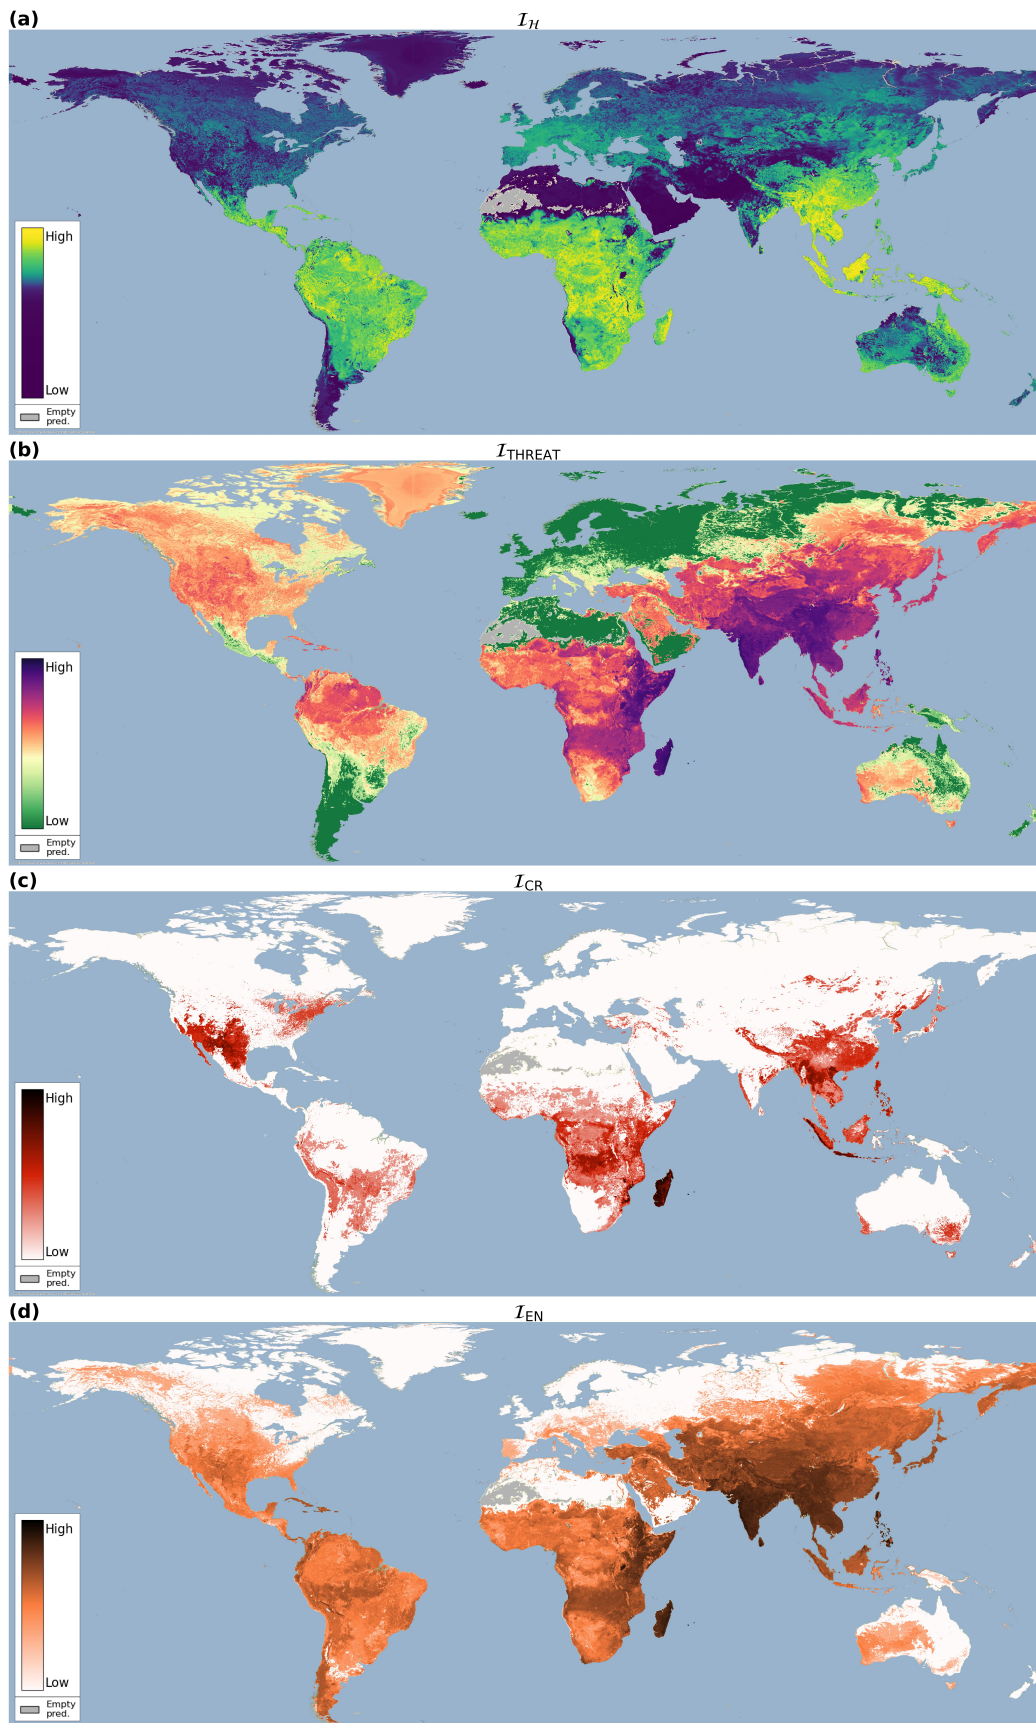 (a)
I_H
High
Low
Empty
pred.
(b)
I_THREAT
High
Low
Empty
pred.
(c)
I_CR
High
Low
Empty
pred.
(d)
I_EN
High
Low
Empty
pred.